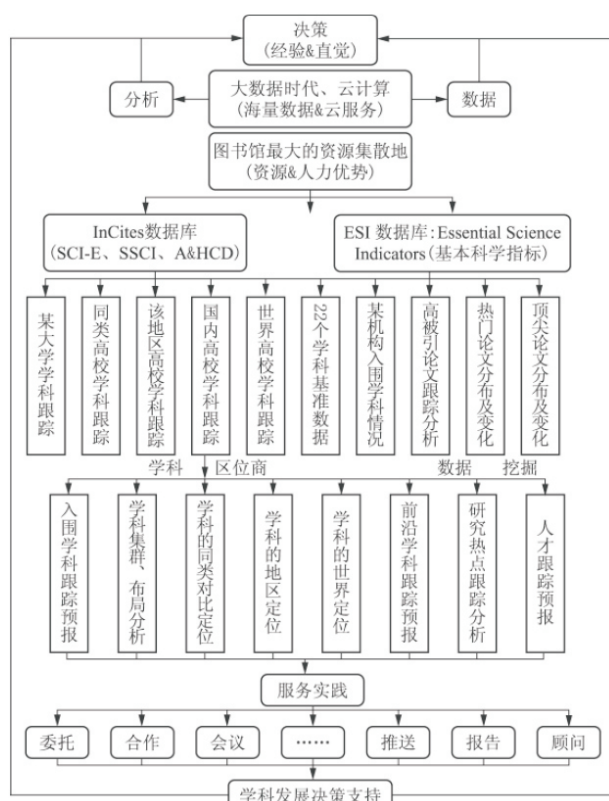 决策
(经验&直觉)
分析
大数据时代、云计算
(海量数据&云服务)
数据
图书馆最大的资源集散地
(资源&人力优势)
InCites数据库
(SCI-E、SSCI、A&HCD)
ESI 数据库:Essential Science
Indicators(基本科学指标)
某大学学科跟踪
同类高校学科跟踪
该地区高校学科跟踪
国内高校学科跟踪
世界高校学科跟踪
22个学科基准数据
某机构入围学科情况
高被引论文跟踪分析
热门论文分布及变化
顶尖论文分布及变化
学科 区位商 数据 挖掘
入围学科跟踪预报
学科集群、布局分析
学科的同类对比定位
学科的地区定位
学科的世界定位
前沿学科跟踪预报
研究热点跟踪分析
人才跟踪预报
服务实践
委托
合作
会议
……
推送
报告
顾问
学科发展决策支持